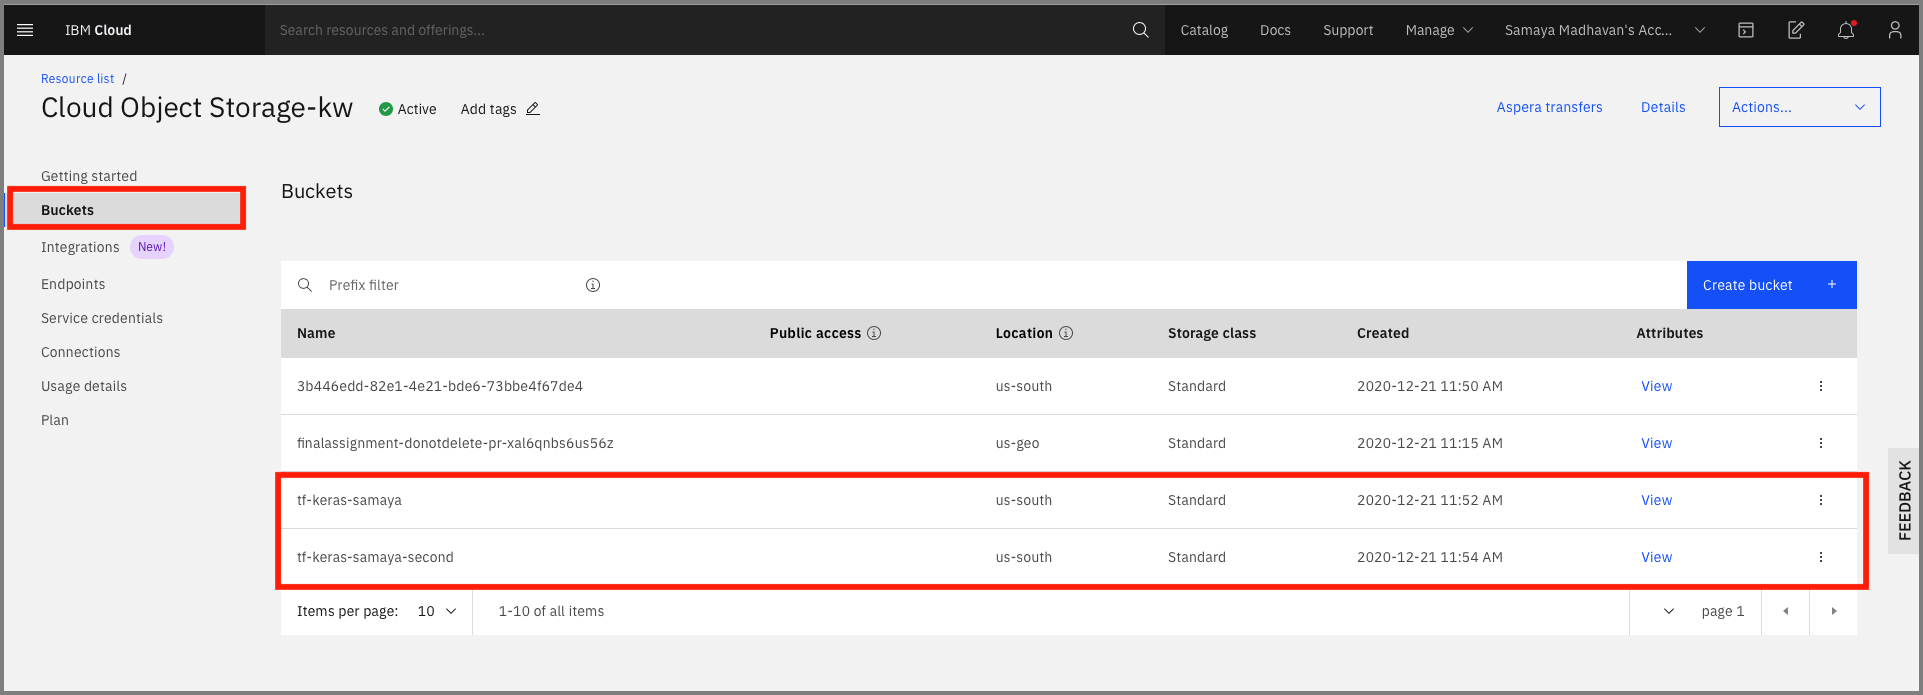 IBM Cloud Search resources and offerings... Catalog Docs Support Manage Samaya Madhavan's Acc...
Resource list /
Cloud Object Storage-kw Active Add tags Aspera transfers Details Actions...
Getting started
Buckets
Integrations New!
Endpoints
Service credentials
Connections
Usage details
Plan
Buckets
Prefix filter Create bucket +
Name Public access Location Storage class Created Attributes
3b446edd-82e1-4e21-bde6-73bbe4f67de4 us-south Standard 2020-12-21 11:50 AM View
finalassignment-donotdelete-pr-xal6qnbs6us56z us-geo Standard 2020-12-21 11:15 AM View
tf-keras-samaya us-south Standard 2020-12-21 11:52 AM View
tf-keras-samaya-second us-south Standard 2020-12-21 11:54 AM View
Items per page: 10 1-10 of all items page 1
FEEDBACK